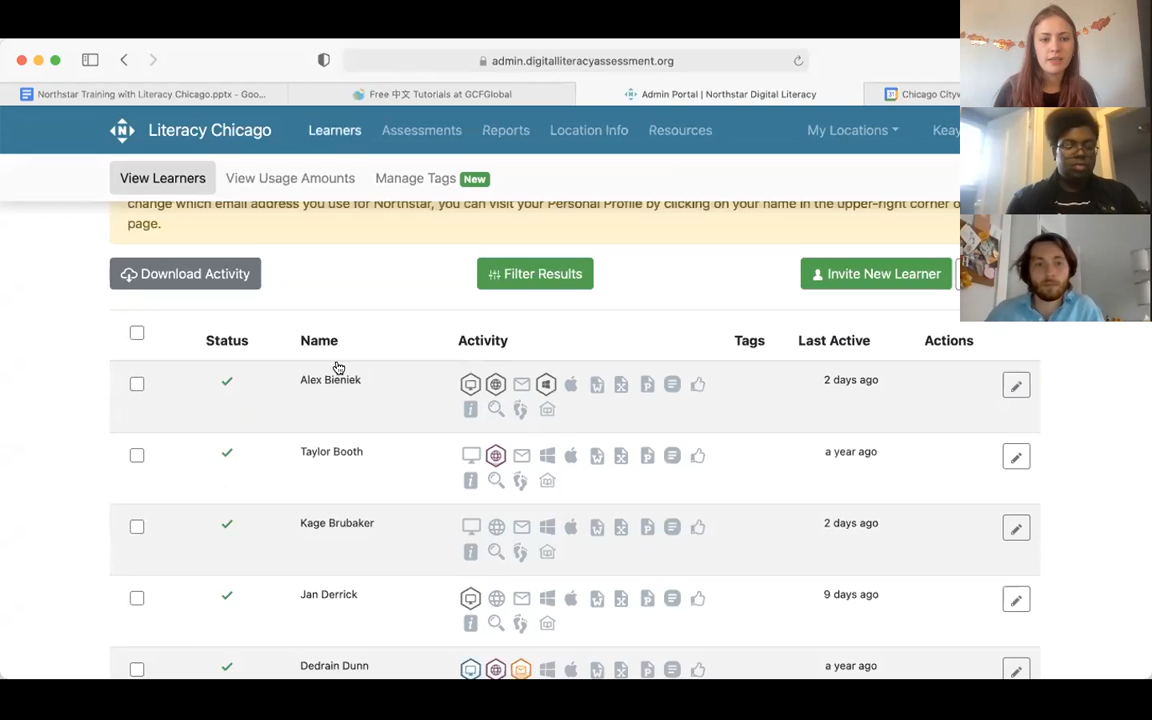 admin.digitalliteracyassessment.org
Northstar Training with Literacy Chicago.pptx - Goo...
Free 中文 Tutorials at GCFGlobal
Admin Portal | Northstar Digital Literacy
Chicago Cityw
Literacy Chicago
Learners
Assessments
Reports
Location Info
Resources
My Locations
Keay
View Learners
View Usage Amounts
Manage Tags New
change which email address you use for Northstar, you can visit your Personal Profile by clicking on your name in the upper-right corner o
page.
Download Activity
Filter Results
Invite New Learner
Status Name Activity Tags Last Active Actions
Alex Bieniek 2 days ago
Taylor Booth a year ago
Kage Brubaker 2 days ago
Jan Derrick 9 days ago
Dedrain Dunn a year ago